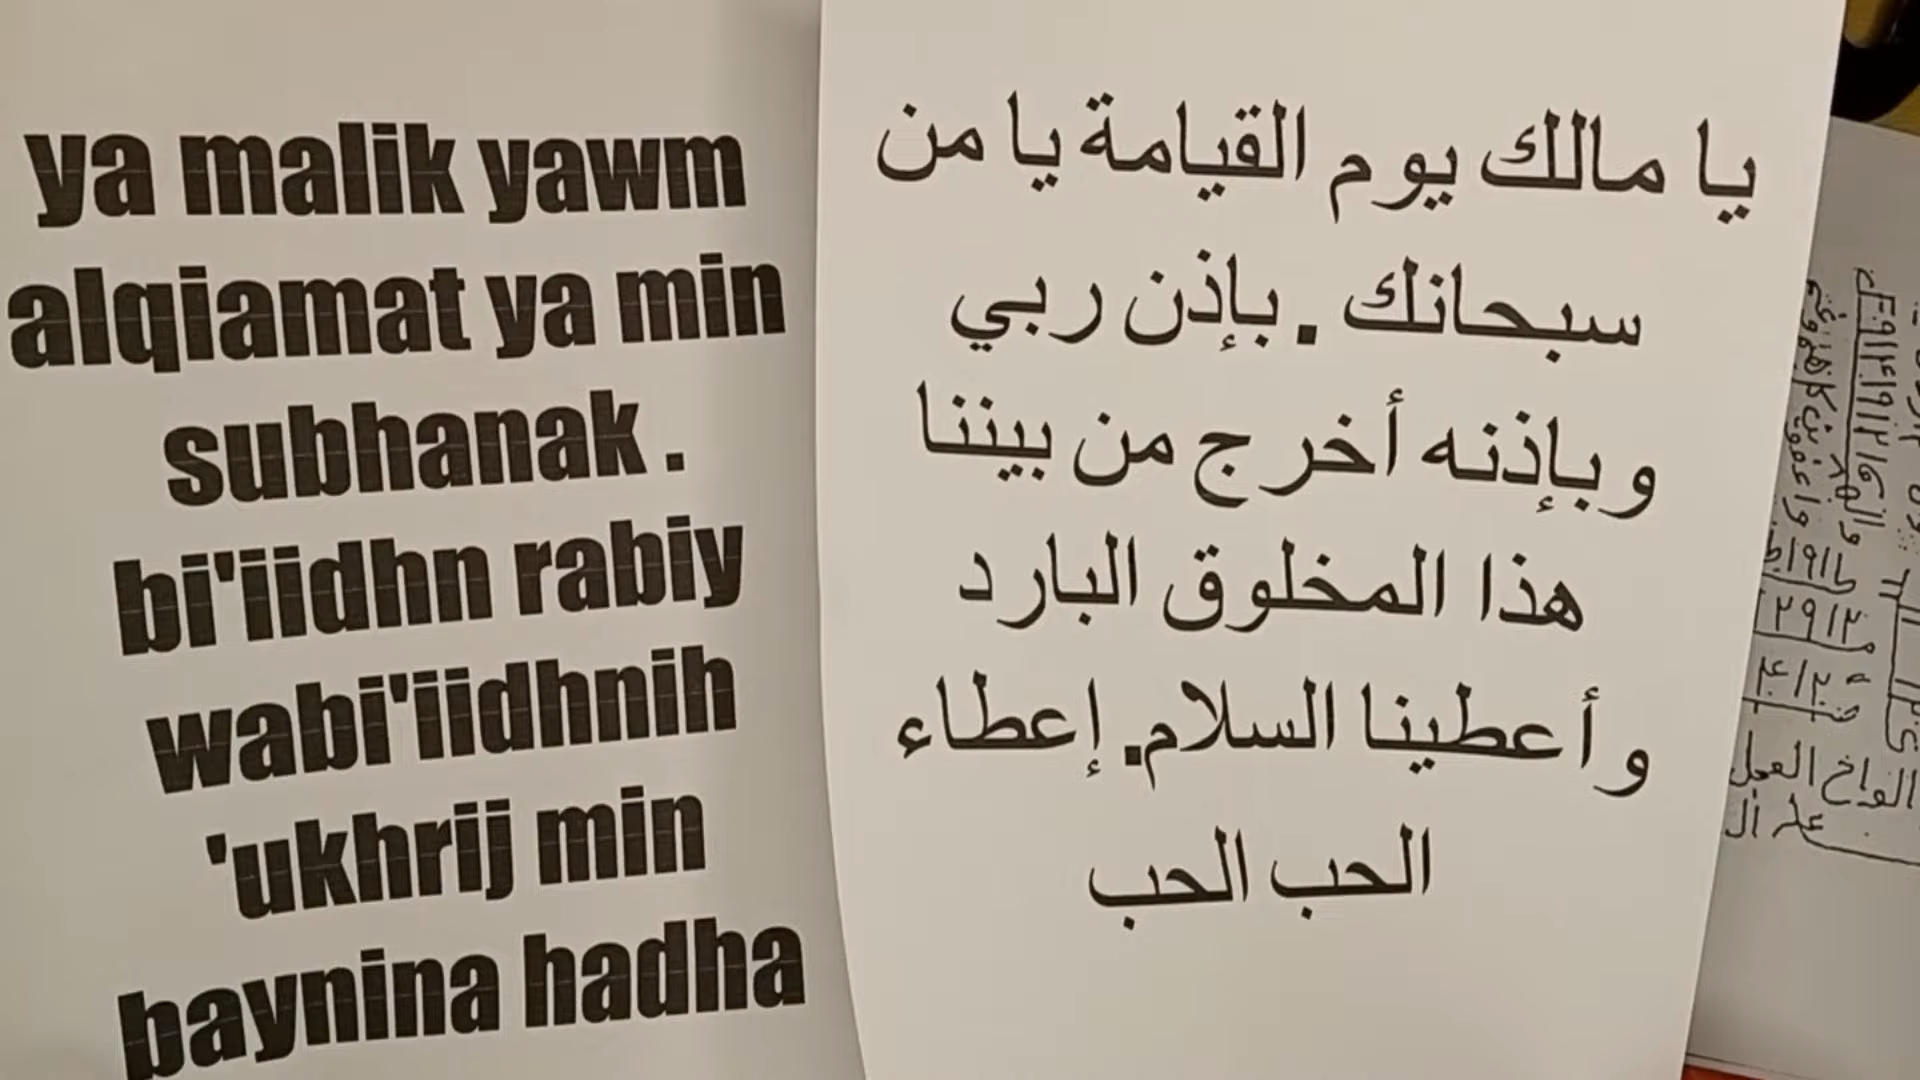 ya malik yawm
alqiamat ya min
subhanak .
bi'iidhn rabiy
wabi'iidhnih
'ukhrij min
baynina hadha
يا مالك يوم القيامة يا من
سبحانك . بإذن ربي
وبإذنه أخرج من بيننا
هذا المخلوق البارد
وأعطينا السلام. إعطاء
الحب الحب